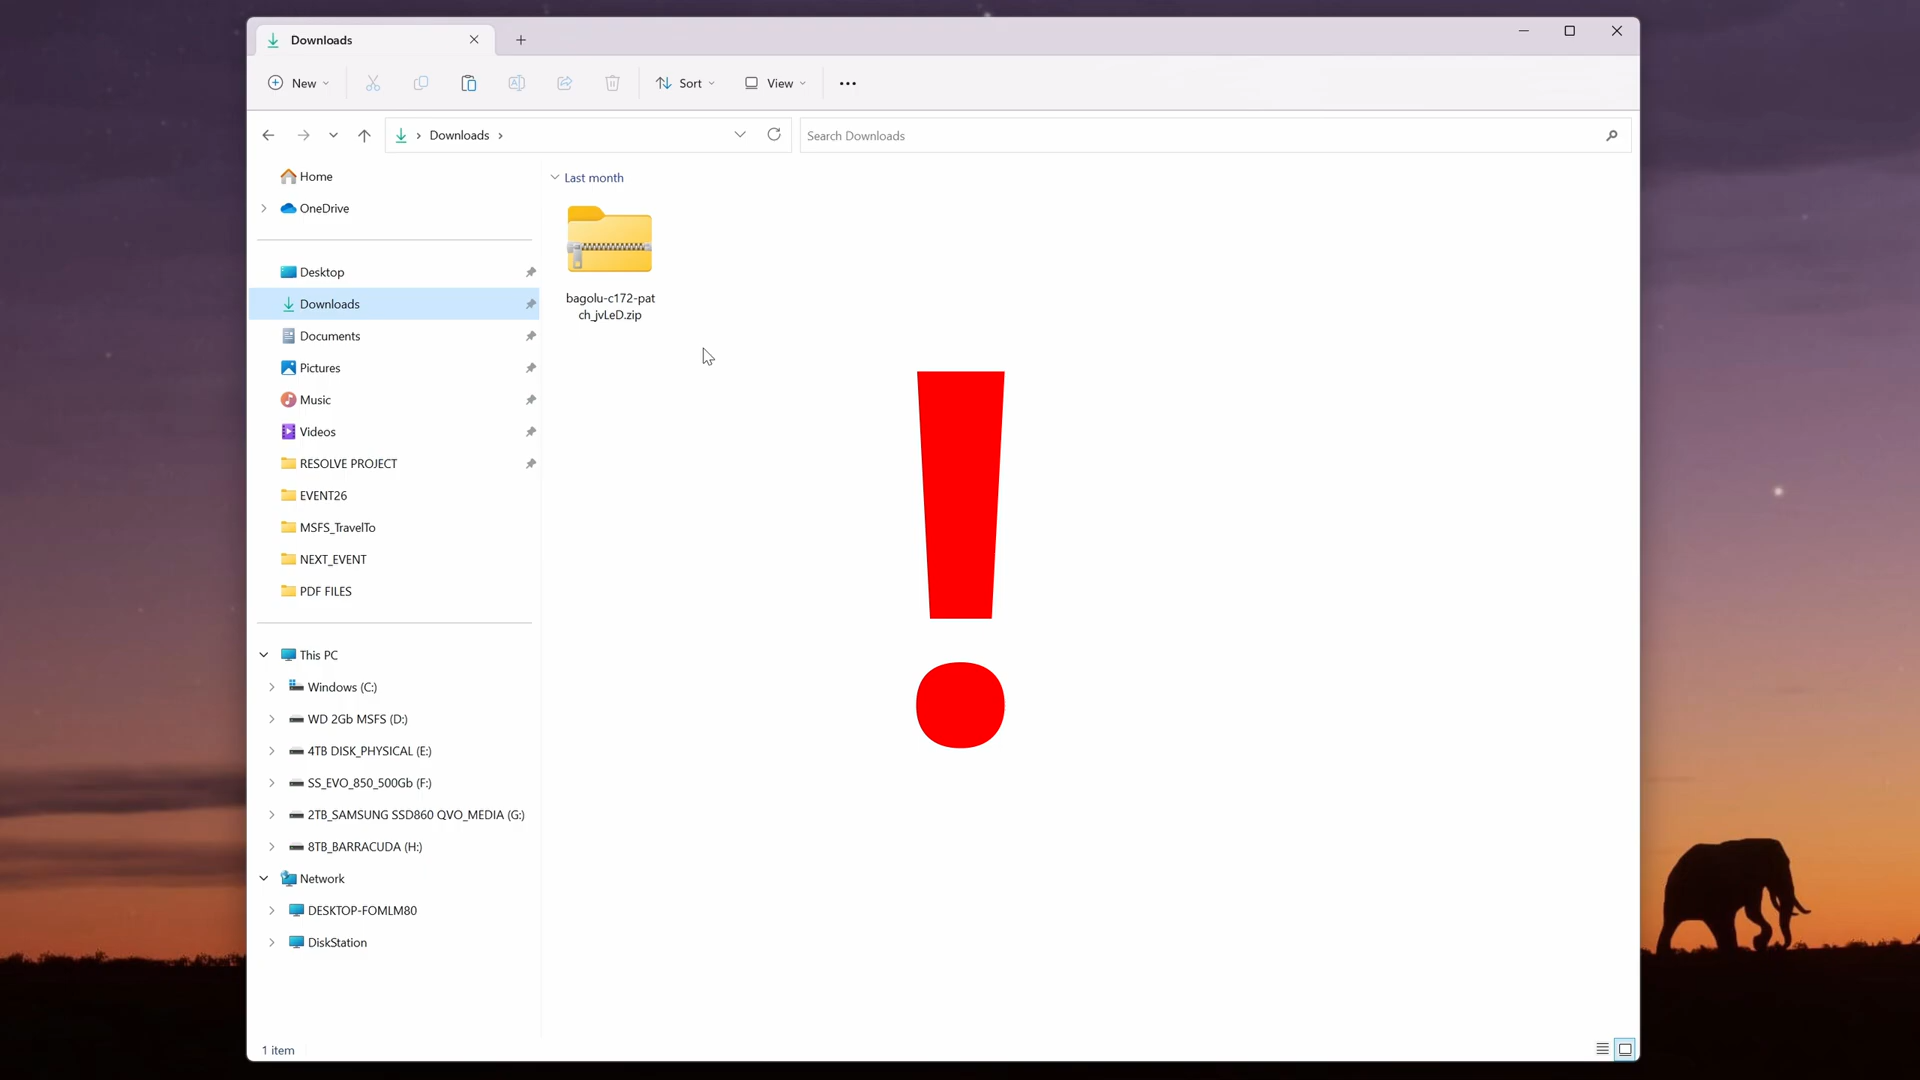 Downloads
New
Sort
View
Downloads
Search Downloads
Home
OneDrive
Desktop
Downloads
Documents
Pictures
Music
Videos
RESOLVE PROJECT
EVENT26
MSFS_TravelTo
NEXT_EVENT
PDF FILES
This PC
Windows (C:)
WD 2Gb MSFS (D:)
4TB DISK_PHYSICAL (E:)
SS_EVO_850_500Gb (F:)
2TB_SAMSUNG SSD860 QVO_MEDIA (G:)
8TB_BARRACUDA (H:)
Network
DESKTOP-FOMLM80
DiskStation
Last month
bagolu-c172-pat
ch_jvLeD.zip
!
1 item